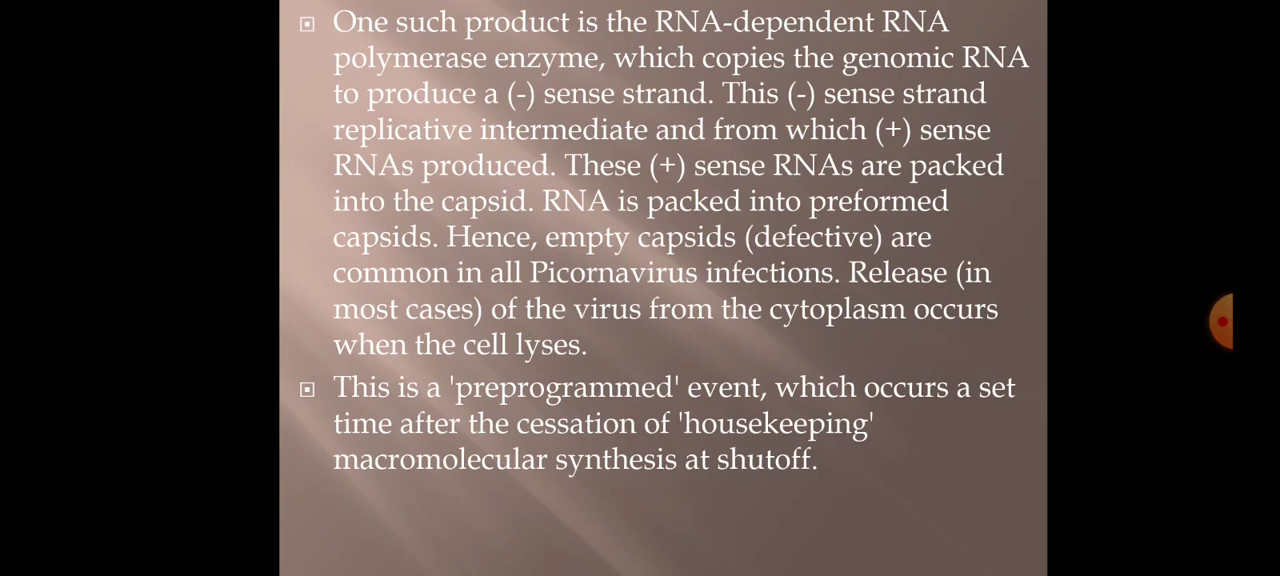 One such product is the RNA-dependent RNA
polymerase enzyme, which copies the genomic RNA
to produce a (-) sense strand. This (-) sense strand
replicative intermediate and from which (+) sense
RNAs produced. These (+) sense RNAs are packed
into the capsid. RNA is packed into preformed
capsids. Hence, empty capsids (defective) are
common in all Picornavirus infections. Release (in
most cases) of the virus from the cytoplasm occurs
when the cell lyses.
This is a 'preprogrammed' event, which occurs a set
time after the cessation of 'housekeeping'
macromolecular synthesis at shutoff.